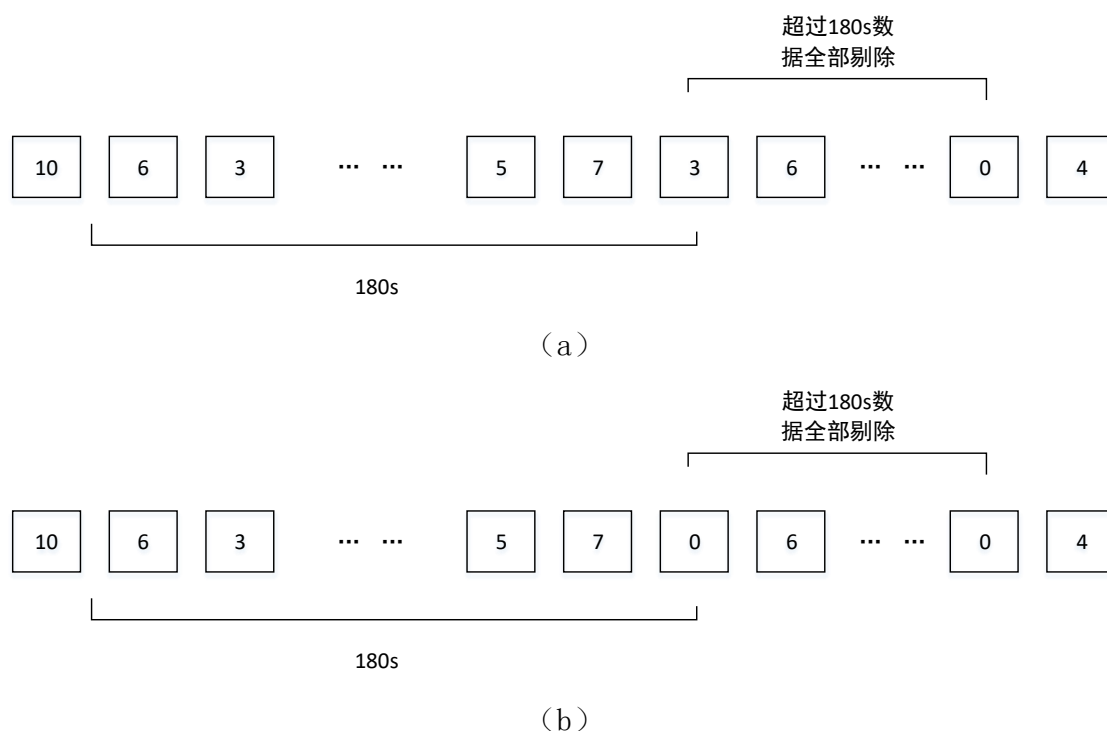 超过180s数
据全部剔除
10 6 3 … … 5 7 3 6 … … 0 4
180s
（a）
超过180s数
据全部剔除
10 6 3 … … 5 7 0 6 … … 0 4
180s
（b）